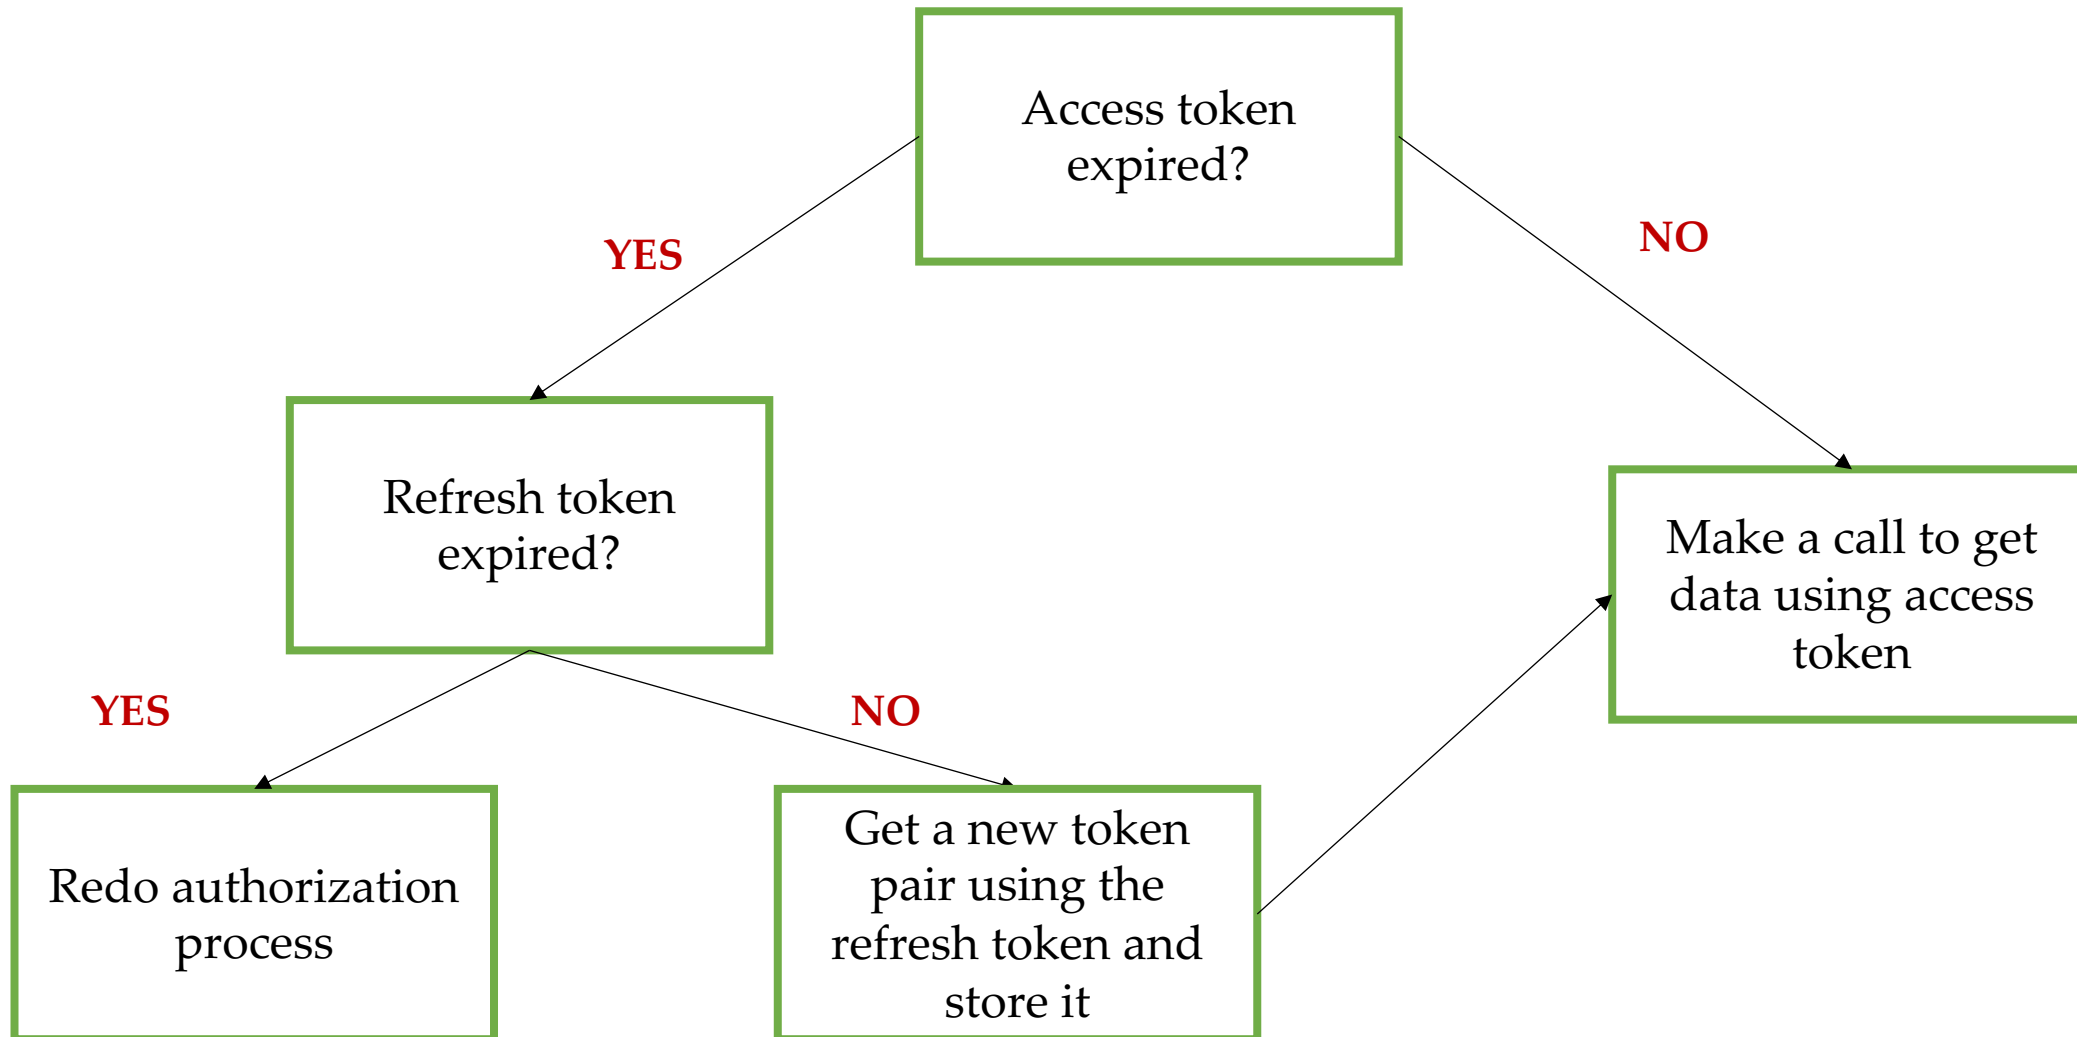 Access token
expired?
YES
NO
Refresh token
expired?
Make a call to get
data using access
token
YES
NO
Redo authorization
process
Get a new token
pair using the
refresh token and
store it